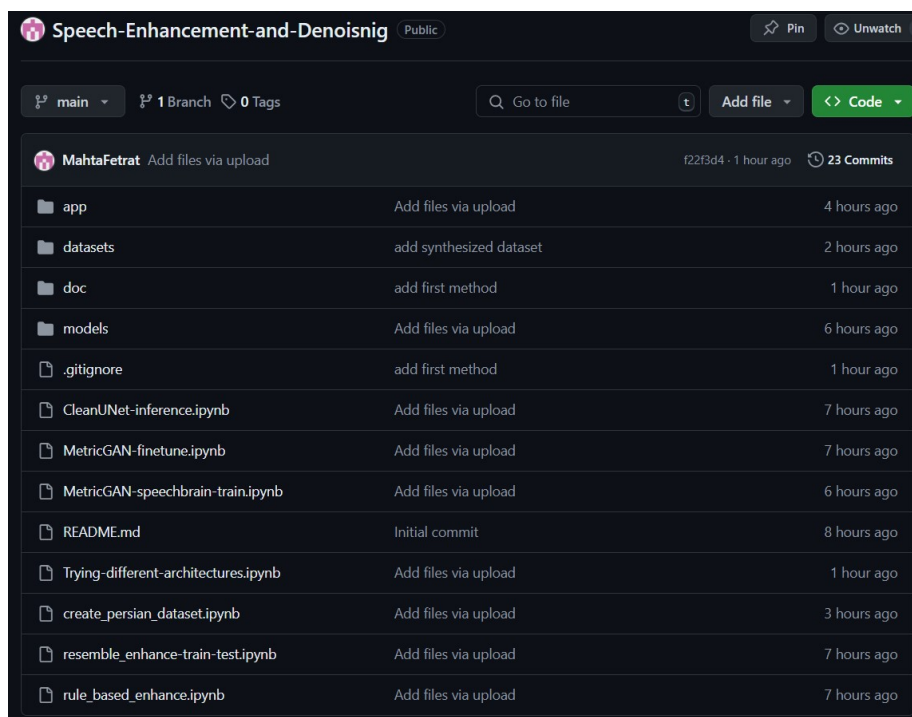 Speech-Enhancement-and-Denoisnig Public Pin Unwatch
main 1 Branch 0 Tags Go to file t Add file Code
MahtaFetrat Add files via upload f22f3d4 · 1 hour ago 23 Commits
app Add files via upload 4 hours ago
datasets add synthesized dataset 2 hours ago
doc add first method 1 hour ago
models Add files via upload 6 hours ago
.gitignore add first method 1 hour ago
CleanUNet-inference.ipynb Add files via upload 7 hours ago
MetricGAN-finetune.ipynb Add files via upload 7 hours ago
MetricGAN-speechbrain-train.ipynb Add files via upload 6 hours ago
README.md Initial commit 8 hours ago
Trying-different-architectures.ipynb Add files via upload 1 hour ago
create_persian_dataset.ipynb Add files via upload 3 hours ago
resemble_enhance-train-test.ipynb Add files via upload 7 hours ago
rule_based_enhance.ipynb Add files via upload 7 hours ago